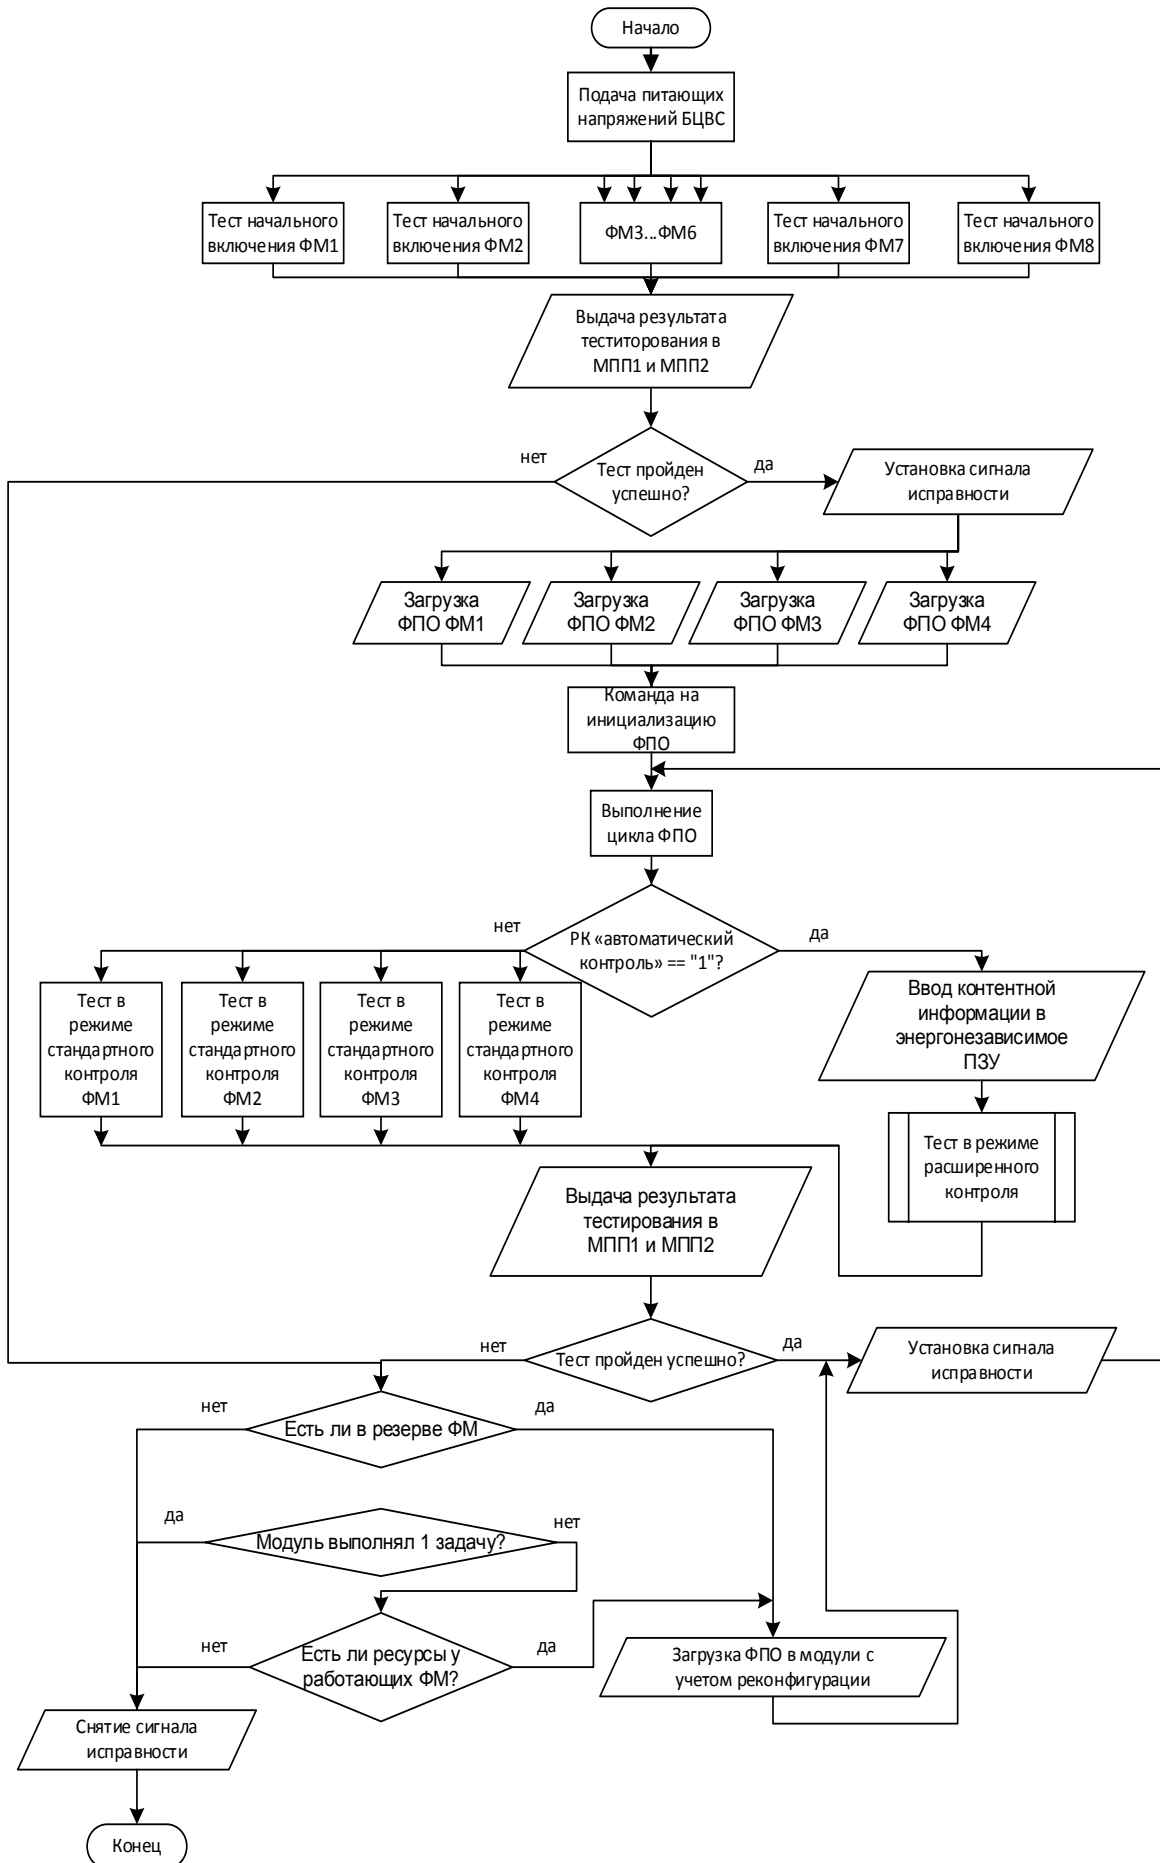 Начало
Подача питающих
напряжений БЦВС
Тест начального
включения ФМ1
Тест начального
включения ФМ2
ФМ3...ФМ6
Тест начального
включения ФМ7
Тест начального
включения ФМ8
Выдача результата
теститорования в
МПП1 и МПП2
нет
Тест пройден
успешно?
да
Установка сигнала
исправности
Загрузка
ФПО ФМ1
Загрузка
ФПО ФМ2
Загрузка
ФПО ФМ3
Загрузка
ФПО ФМ4
Команда на
инициализацию
ФПО
Выполнение
цикла ФПО
нет
РК «автоматический
контроль» == "1"?
да
Тест в
режиме
стандартного
контроля
ФМ1
Тест в
режиме
стандартного
контроля
ФМ2
Тест в
режиме
стандартного
контроля
ФМ3
Тест в
режиме
стандартного
контроля
ФМ4
Ввод контентной
информации в
энергонезависимое
ПЗУ
Тест в режиме
расширенного
контроля
Выдача результата
тестирования в
МПП1 и МПП2
нет
Тест пройден успешно?
да
Установка сигнала
исправности
нет
Есть ли в резерве ФМ
да
да
Модуль выполнял 1 задачу?
нет
нет
Есть ли ресурсы у
работающих ФМ?
да
Загрузка ФПО в модули с
учетом реконфигурации
Снятие сигнала
исправности
Конец